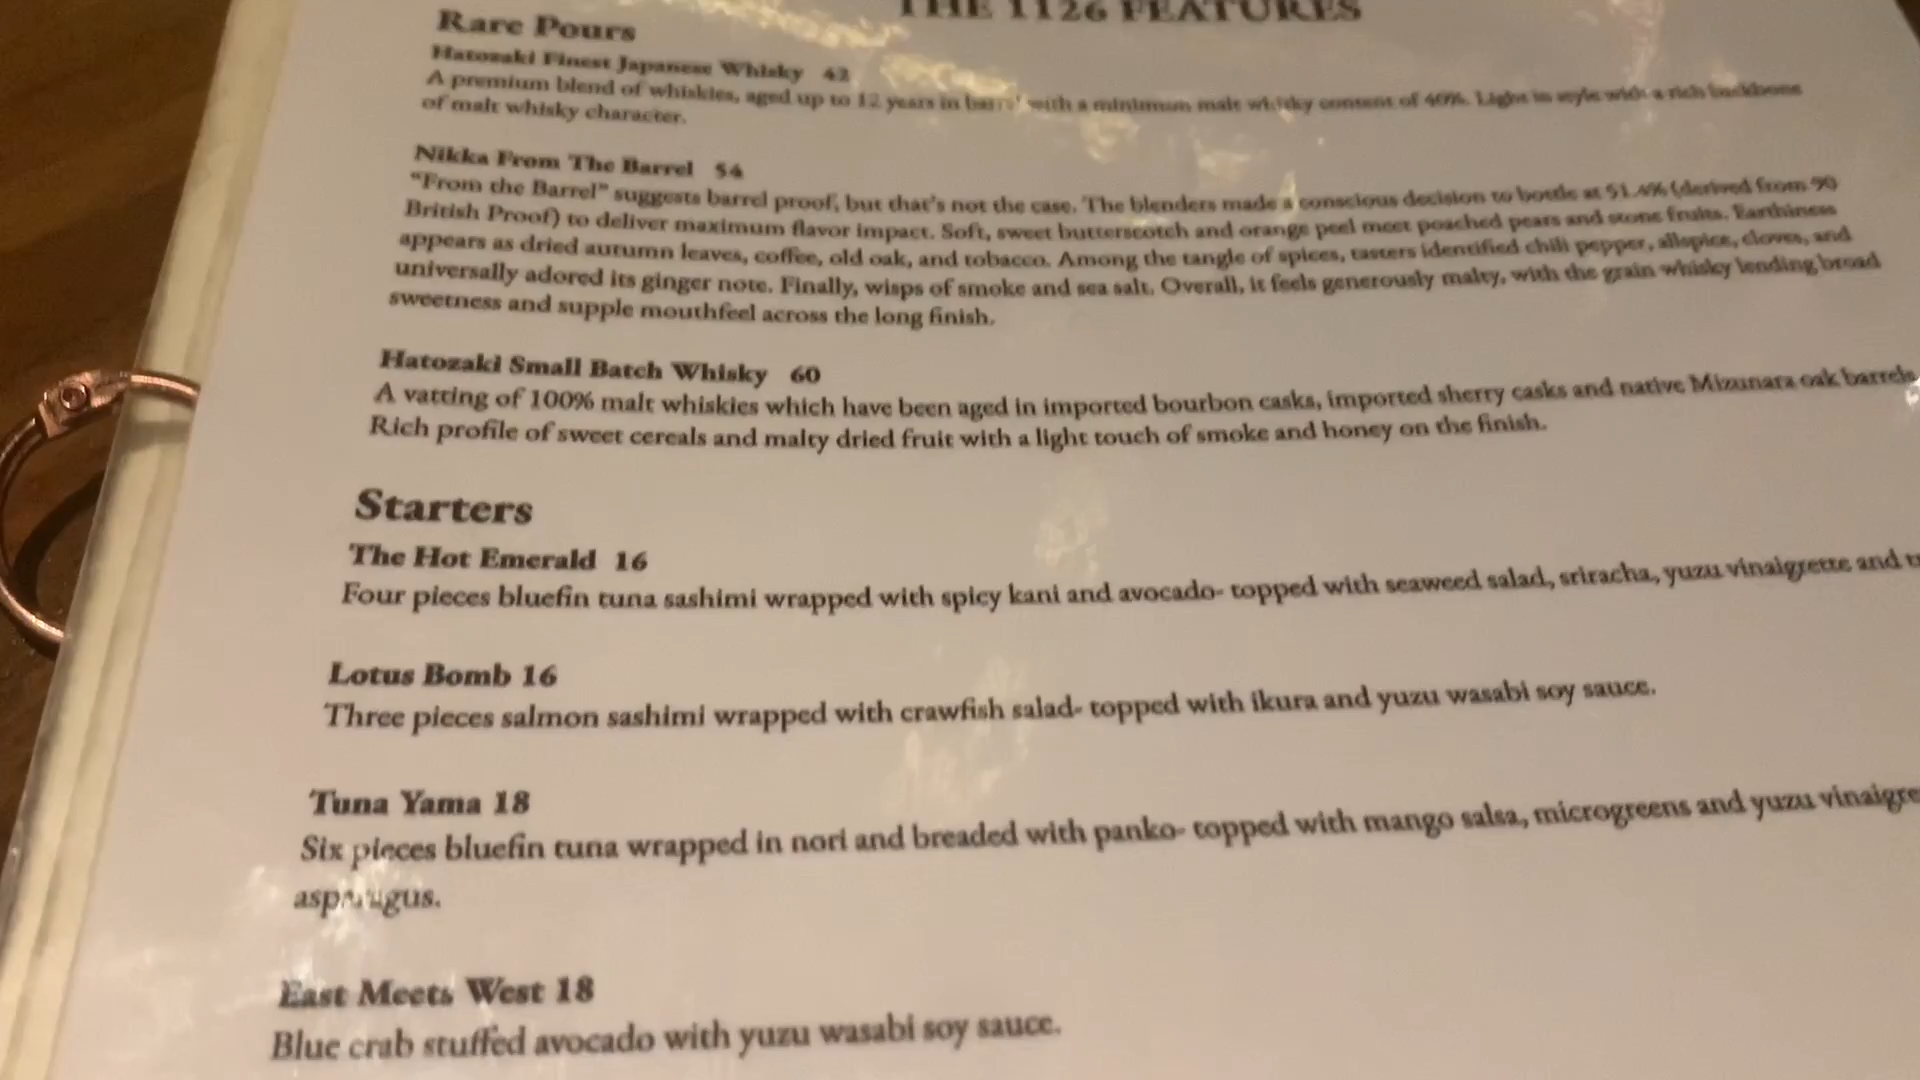 THE 1126 FEATURES
Rare Pours
Hatozaki Finest Japanese Whisky 42
A premium blend of whiskies, aged up to 12 years in barrel with a minimum malt whisky content of 40%. Light in style with a rich backbone
of malt whisky character.
Nikka From The Barrel 54
“From the Barrel” suggests barrel proof, but that’s not the case. The blenders made a conscious decision to bottle at 51.4% (derived from 90
British Proof) to deliver maximum flavor impact. Soft, sweet butterscotch and orange peel meet poached pears and stone fruits. Earthiness
appears as dried autumn leaves, coffee, old oak, and tobacco. Among the tangle of spices, tasters identified chili pepper, allspice, cloves, and
universally adored its ginger note. Finally, wisps of smoke and sea salt. Overall, it feels generously malty, with the grain whisky lending broad
sweetness and supple mouthfeel across the long finish.
Hatozaki Small Batch Whisky 60
A vatting of 100% malt whiskies which have been aged in imported bourbon casks, imported sherry casks and native Mizunara oak barrels
Rich profile of sweet cereals and malty dried fruit with a light touch of smoke and honey on the finish.
Starters
The Hot Emerald 16
Four pieces bluefin tuna sashimi wrapped with spicy kani and avocado- topped with seaweed salad, sriracha, yuzu vinaigrette and
Lotus Bomb 16
Three pieces salmon sashimi wrapped with crawfish salad- topped with ikura and yuzu wasabi soy sauce.
Tuna Yama 18
Six pieces bluefin tuna wrapped in nori and breaded with panko- topped with mango salsa, microgreens and yuzu vinaigre
asparagus.
East Meets West 18
Blue crab stuffed avocado with yuzu wasabi soy sauce.